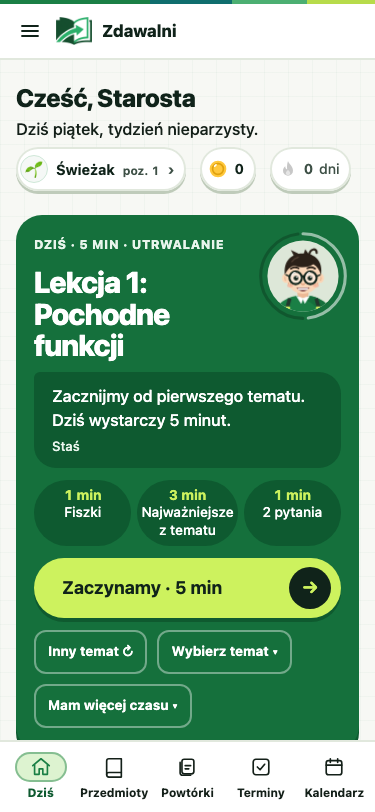 Zdawalni
Cześć, Starosta
Dziś piątek, tydzień nieparzysty.
Świeżak poz. 1 ›
0
0 dni
DZIŚ · 5 MIN · UTRWALANIE
Lekcja 1:
Pochodne
funkcji
Zacznijmy od pierwszego tematu.
Dziś wystarczy 5 minut.
Staś
1 min
Fiszki
3 min
Najważniejsze
z tematu
1 min
2 pytania
Zaczynamy · 5 min →
Inny temat ↻
Wybierz temat ▾
Mam więcej czasu ▾
Dziś
Przedmioty
Powtórki
Terminy
Kalendarz